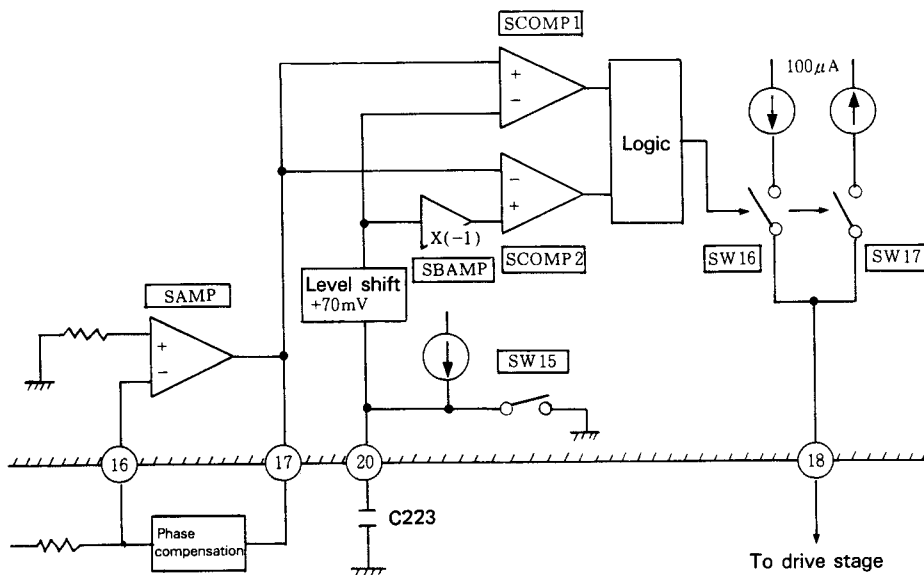 SCOMP1
100μA
+
−
Logic
−
+
X(−1)
SBAMP
SCOMP2
SW16
SW17
Level shift
+70mV
SAMP
+
−
SW15
16
17
20
18
C223
Phase
compensation
To drive stage